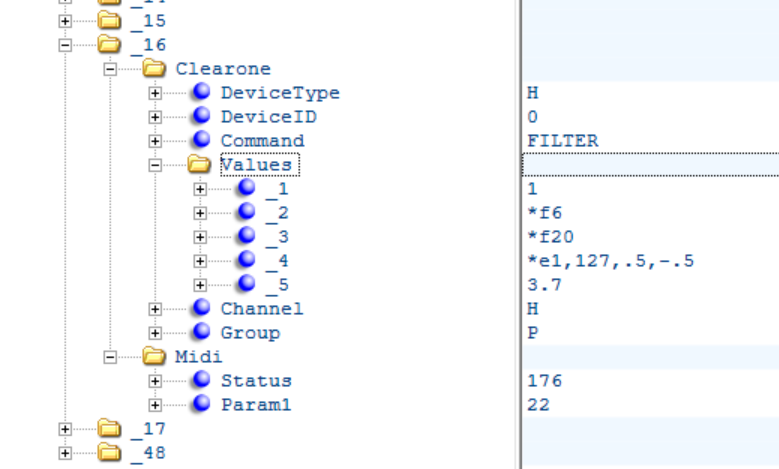 _15
_16
Clearone
DeviceType H
DeviceID 0
Command FILTER
Values
_1 1
_2 *f6
_3 *f20
_4 *e1,127,.5,-.5
_5 3.7
Channel H
Group P
Midi
Status 176
Param1 22
_17
_48